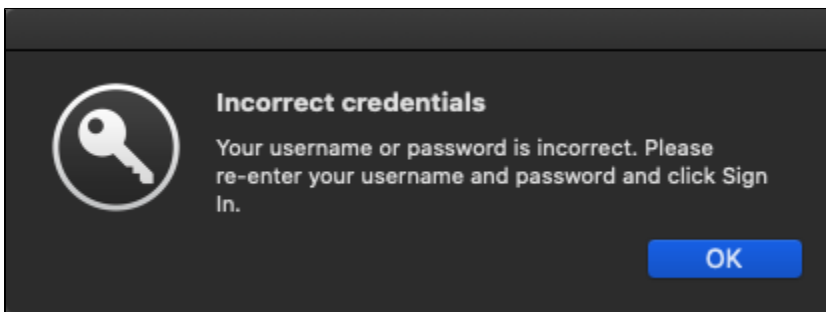 Incorrect credentials
Your username or password is incorrect. Please
re-enter your username and password and click Sign
In.
OK